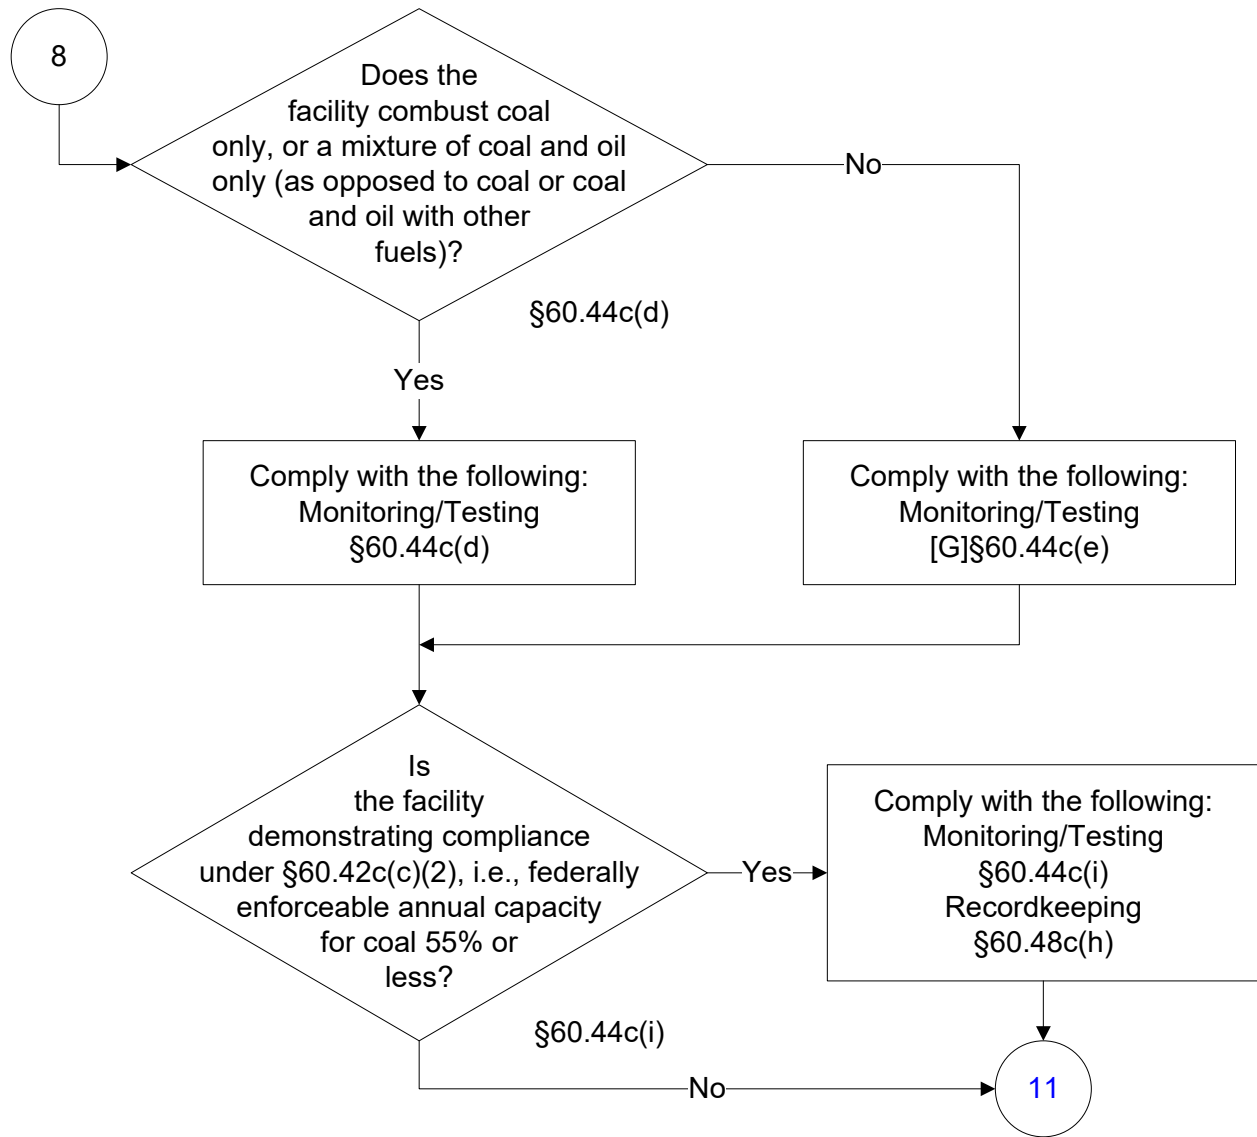 8
Does the
facility combust coal
only, or a mixture of coal and oil
only (as opposed to coal or coal
and oil with other
fuels)?
No
§60.44c(d)
Yes
Comply with the following:
Monitoring/Testing
§60.44c(d)
Comply with the following:
Monitoring/Testing
[G]§60.44c(e)
Is
the facility
demonstrating compliance
under §60.42c(c)(2), i.e., federally
enforceable annual capacity
for coal 55% or
less?
Yes
Comply with the following:
Monitoring/Testing
§60.44c(i)
Recordkeeping
§60.48c(h)
§60.44c(i)
No
11